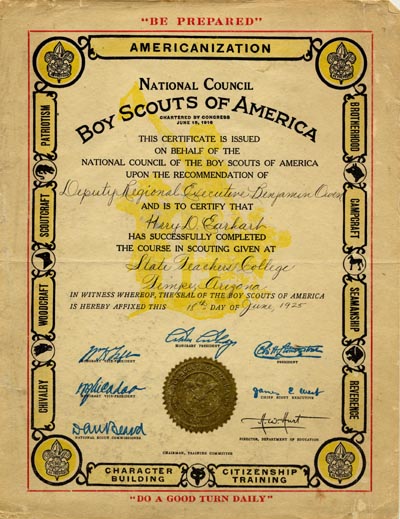 "BE PREPARED"
AMERICANIZATION
NATIONAL COUNCIL
BOY SCOUTS OF AMERICA
CHARTERED BY CONGRESS
JUNE 15, 1916
THIS CERTIFICATE IS ISSUED
ON BEHALF OF THE
NATIONAL COUNCIL OF THE BOY SCOUTS OF AMERICA
UPON THE RECOMMENDATION OF
Deputy Regional Executive Benjamin Owen
AND IS TO CERTIFY THAT
Harry D. Earhart
HAS SUCCESSFULLY COMPLETED
THE COURSE IN SCOUTING GIVEN AT
State Teachers College
Tempe, Arizona
IN WITNESS WHEREOF, THE SEAL OF THE BOY SCOUTS OF AMERICA
IS HEREBY AFFIXED THIS 15th DAY OF June, 1925
PATRIOTISM
SCOUTCRAFT
WOODCRAFT
CHIVALRY
BROTHERHOOD
CAMPCRAFT
SEAMANSHIP
REVERENCE
HONORARY PRESIDENT
HONORARY VICE-PRESIDENT
PRESIDENT
HONORARY VICE-PRESIDENT
James E. West
CHIEF SCOUT EXECUTIVE
Dan Beard
NATIONAL SCOUT COMMISSIONER
DIRECTOR, DEPARTMENT OF EDUCATION
CHAIRMAN, TRAINING COMMITTEE
CHARACTER BUILDING
CITIZENSHIP TRAINING
"DO A GOOD TURN DAILY"